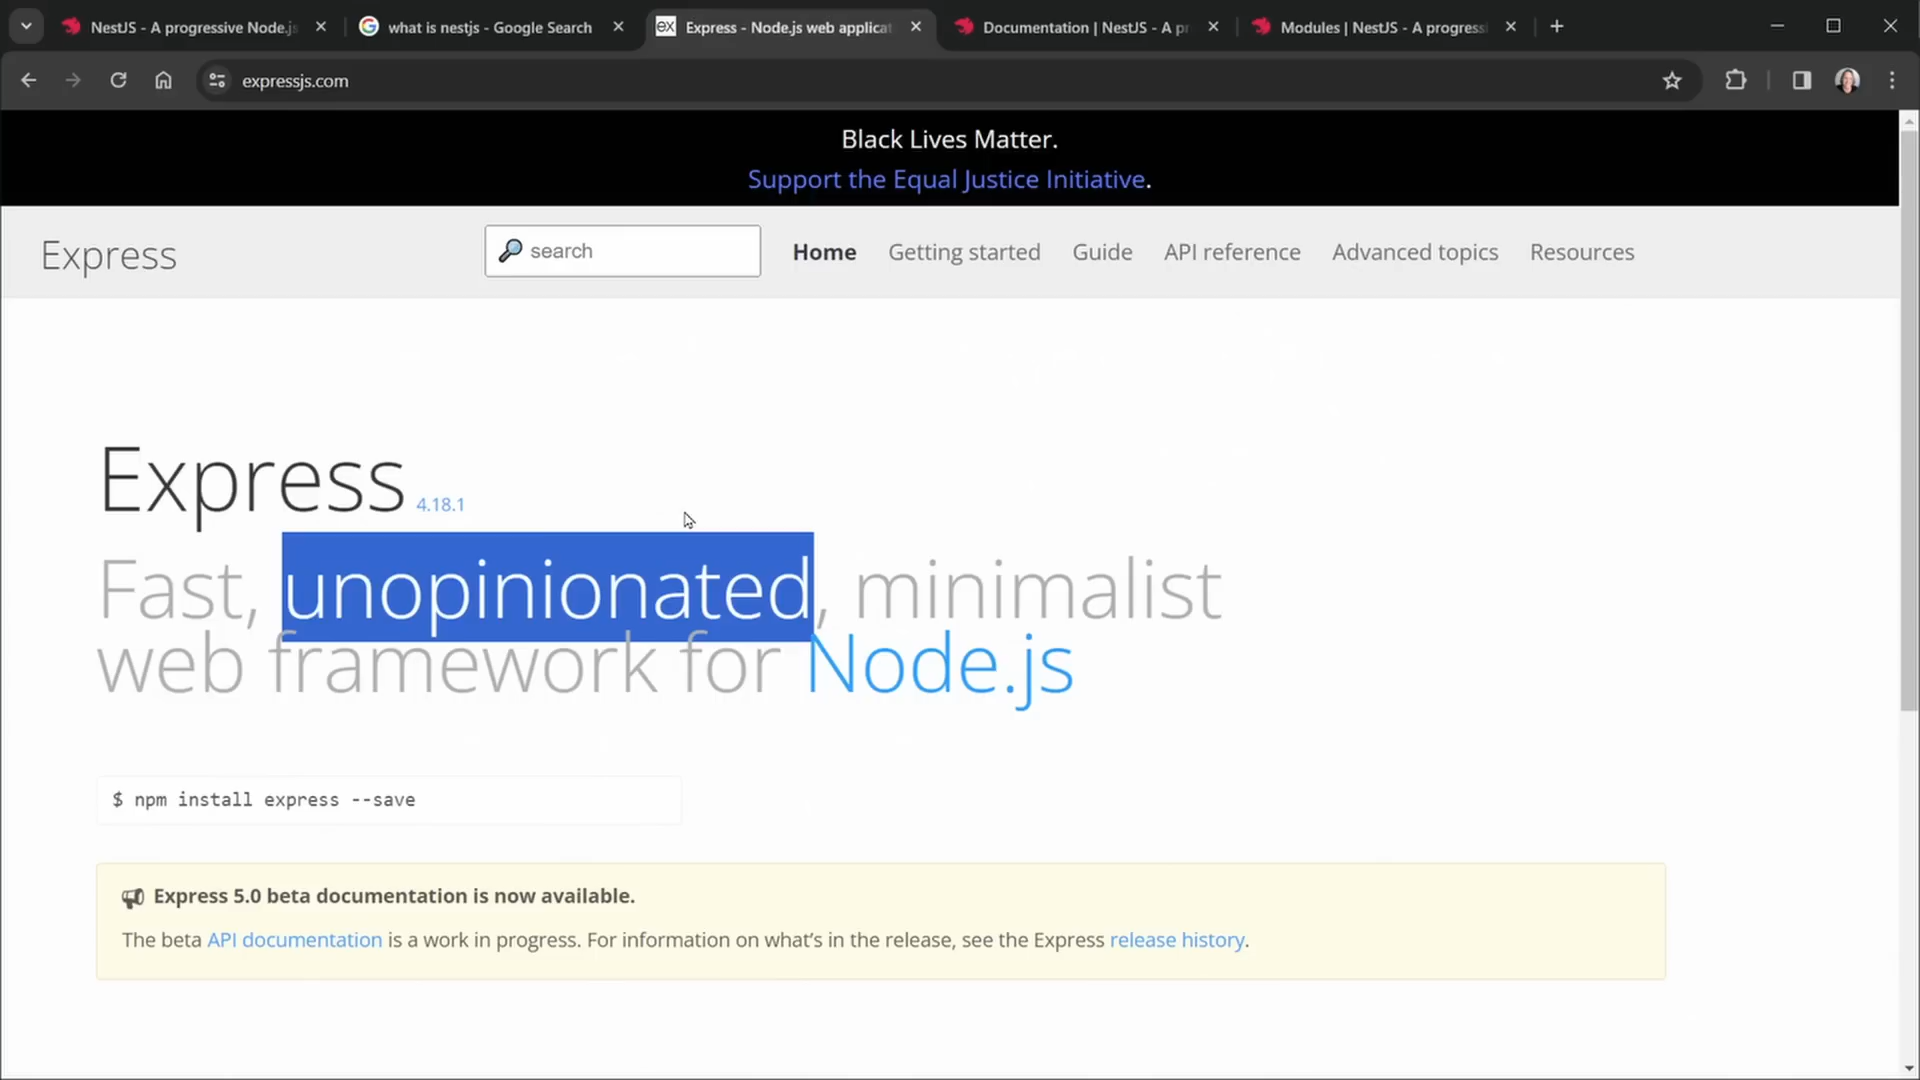 NestJS - A progressive Node.js
what is nestjs - Google Search
Express - Node.js web applicat
Documentation | NestJS - A pr
Modules | NestJS - A progress
expressjs.com
Black Lives Matter.
Support the Equal Justice Initiative.
Express
search
Home
Getting started
Guide
API reference
Advanced topics
Resources
Express 4.18.1
Fast, unopinionated, minimalist
web framework for Node.js
$ npm install express --save
Express 5.0 beta documentation is now available.
The beta API documentation is a work in progress. For information on what’s in the release, see the Express release history.